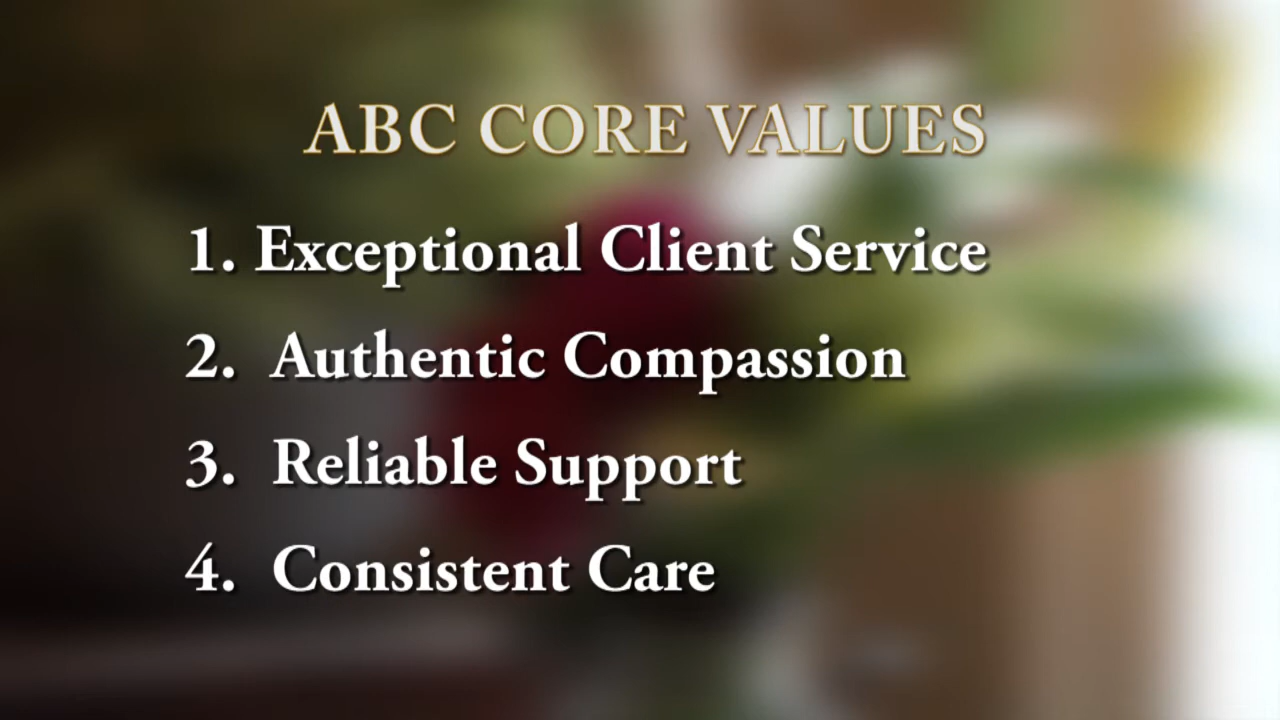 ABC CORE VALUES
1. Exceptional Client Service
2. Authentic Compassion
3. Reliable Support
4. Consistent Care